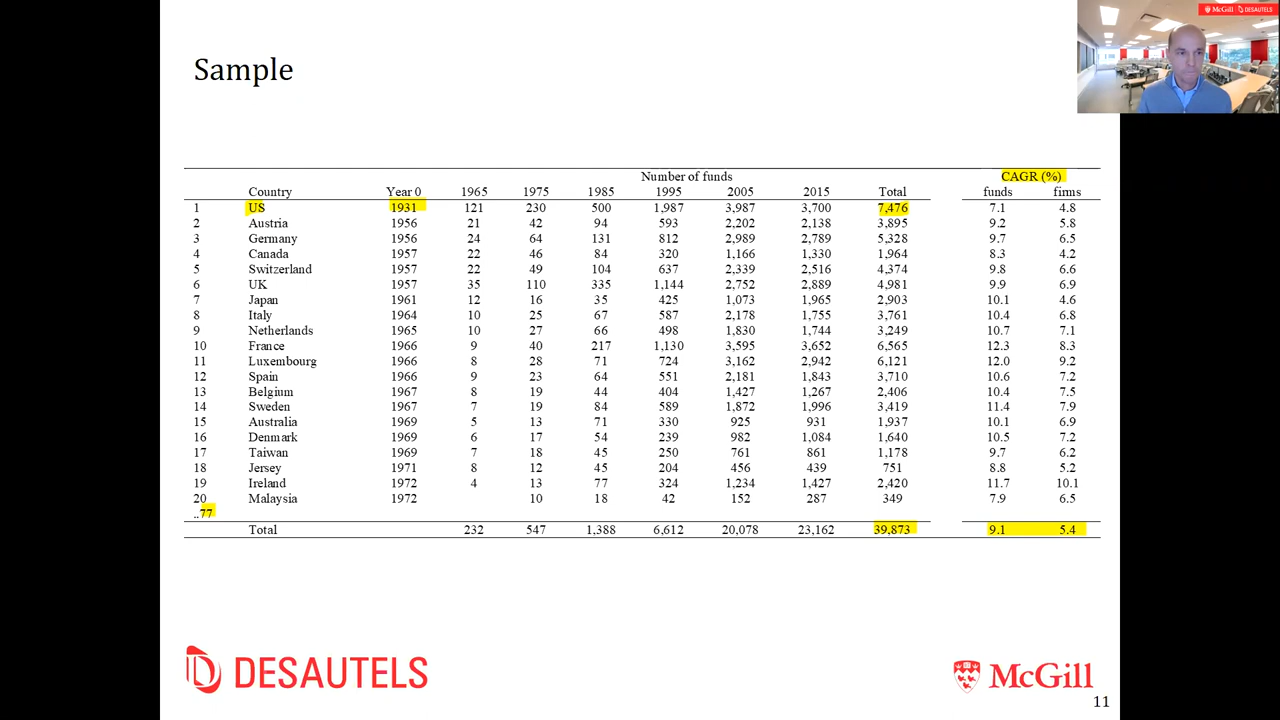 McGill DESAUTELS
Sample
Number of funds CAGR (%)
Country Year 0 1965 1975 1985 1995 2005 2015 Total funds firms
1 US 1931 121 230 500 1,987 3,987 3,700 7,476 7.1 4.8
2 Austria 1956 21 42 94 593 2,202 2,138 3,895 9.2 5.8
3 Germany 1956 24 64 131 812 2,989 2,789 5,328 9.7 6.5
4 Canada 1957 22 46 84 320 1,166 1,330 1,964 8.3 4.2
5 Switzerland 1957 22 49 104 637 2,339 2,516 4,374 9.8 6.6
6 UK 1957 35 110 335 1,144 2,752 2,889 4,981 9.9 6.9
7 Japan 1961 12 16 35 425 1,073 1,965 2,903 10.1 4.6
8 Italy 1964 10 25 67 587 2,178 1,755 3,761 10.4 6.8
9 Netherlands 1965 10 27 66 498 1,830 1,744 3,249 10.7 7.1
10 France 1966 9 40 217 1,130 3,595 3,652 6,565 12.3 8.3
11 Luxembourg 1966 8 28 71 724 3,162 2,942 6,121 12.0 9.2
12 Spain 1966 9 23 64 551 2,181 1,843 3,710 10.6 7.2
13 Belgium 1967 8 19 44 404 1,427 1,267 2,406 10.4 7.5
14 Sweden 1967 7 19 84 589 1,872 1,996 3,419 11.4 7.9
15 Australia 1969 5 13 71 330 925 931 1,937 10.1 6.9
16 Denmark 1969 6 17 54 239 982 1,084 1,640 10.5 7.2
17 Taiwan 1969 7 18 45 250 761 861 1,178 9.7 6.2
18 Jersey 1971 8 12 45 204 456 439 751 8.8 5.2
19 Ireland 1972 4 13 77 324 1,234 1,427 2,420 11.7 10.1
20 Malaysia 1972 10 18 42 152 287 349 7.9 6.5
..77
Total 232 547 1,388 6,612 20,078 23,162 39,873 9.1 5.4
DESAUTELS
McGill
11